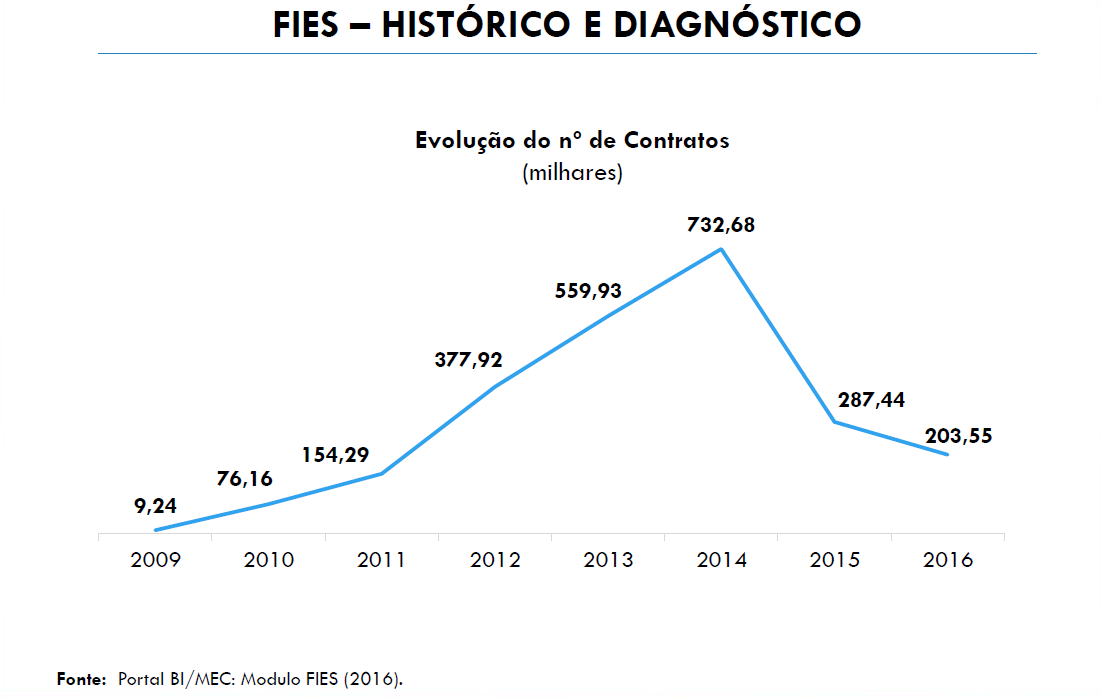 FIES – HISTÓRICO E DIAGNÓSTICO
Evolução do nº de Contratos
(milhares)
732,68
559,93
377,92
287,44
203,55
154,29
76,16
9,24
2009 2010 2011 2012 2013 2014 2015 2016
Fonte: Portal BI/MEC: Modulo FIES (2016).